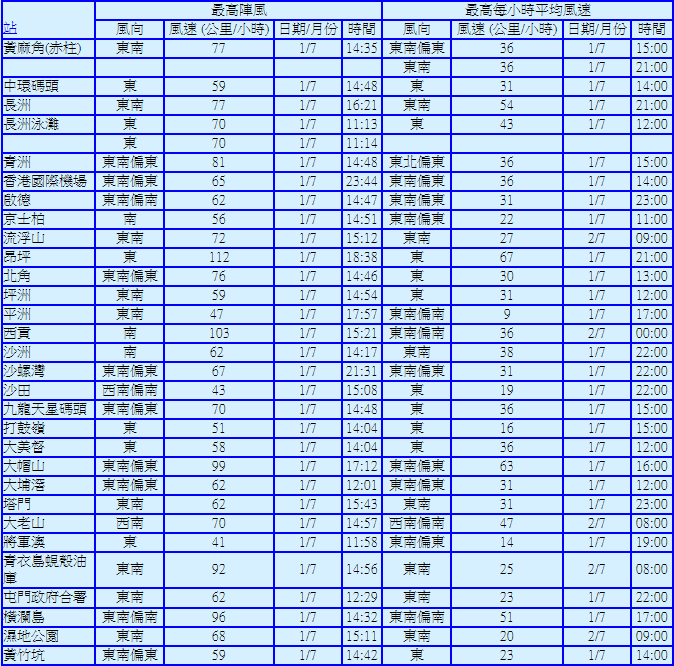 最高陣風 最高每小時平均風速
站 風向 風速 (公里/小時) 日期/月份 時間 風向 風速 (公里/小時) 日期/月份 時間
黃麻角(赤柱) 東南 77 1/7 14:35 東南偏東 36 1/7 15:00
東南 36 1/7 21:00
中環碼頭 東 59 1/7 14:48 東 31 1/7 14:00
長洲 東南 77 1/7 16:21 東南 54 1/7 21:00
長洲泳灘 東 70 1/7 11:13 東 43 1/7 12:00
東 70 1/7 11:14
青洲 東南偏東 81 1/7 14:48 東北偏東 36 1/7 15:00
香港國際機場 東南偏東 65 1/7 23:44 東南偏東 36 1/7 14:00
啟德 東南偏南 62 1/7 14:47 東南偏東 31 1/7 23:00
京士柏 南 56 1/7 14:51 東南偏東 22 1/7 11:00
流浮山 東南 72 1/7 15:12 東南 27 2/7 09:00
昂坪 東 112 1/7 18:38 東 67 1/7 21:00
北角 東南偏東 76 1/7 14:46 東 30 1/7 13:00
坪洲 東南 59 1/7 14:54 東 31 1/7 12:00
平洲 東南 47 1/7 17:57 東南偏南 9 1/7 17:00
西貢 南 103 1/7 15:21 東南偏南 36 2/7 00:00
沙洲 南 62 1/7 14:17 東南 38 1/7 22:00
沙螺灣 東南偏東 67 1/7 21:31 東南偏東 31 1/7 22:00
沙田 西南偏南 43 1/7 15:08 東 19 1/7 22:00
九龍天星碼頭 東南偏東 70 1/7 14:48 東 36 1/7 15:00
打鼓嶺 東 51 1/7 14:04 東 16 1/7 15:00
大美督 東 58 1/7 14:04 東 36 1/7 12:00
大帽山 東南偏東 99 1/7 17:12 東南偏東 63 1/7 16:00
大埔滘 東南偏東 62 1/7 12:01 東南偏東 31 1/7 12:00
塔門 東南 62 1/7 15:43 東南 31 1/7 23:00
大老山 西南 70 1/7 14:57 西南偏南 47 2/7 08:00
將軍澳 東 41 1/7 11:58 東南偏東 14 1/7 19:00
青衣島蜆殼油
庫 東南 92 1/7 14:56 東南 25 2/7 08:00
屯門政府合署 東南 62 1/7 12:29 東南 23 1/7 22:00
橫瀾島 東南偏南 96 1/7 14:32 東南偏南 51 1/7 17:00
濕地公園 東南 68 1/7 15:11 東南 20 2/7 09:00
黃竹坑 東南偏東 59 1/7 14:42 東 23 1/7 14:00